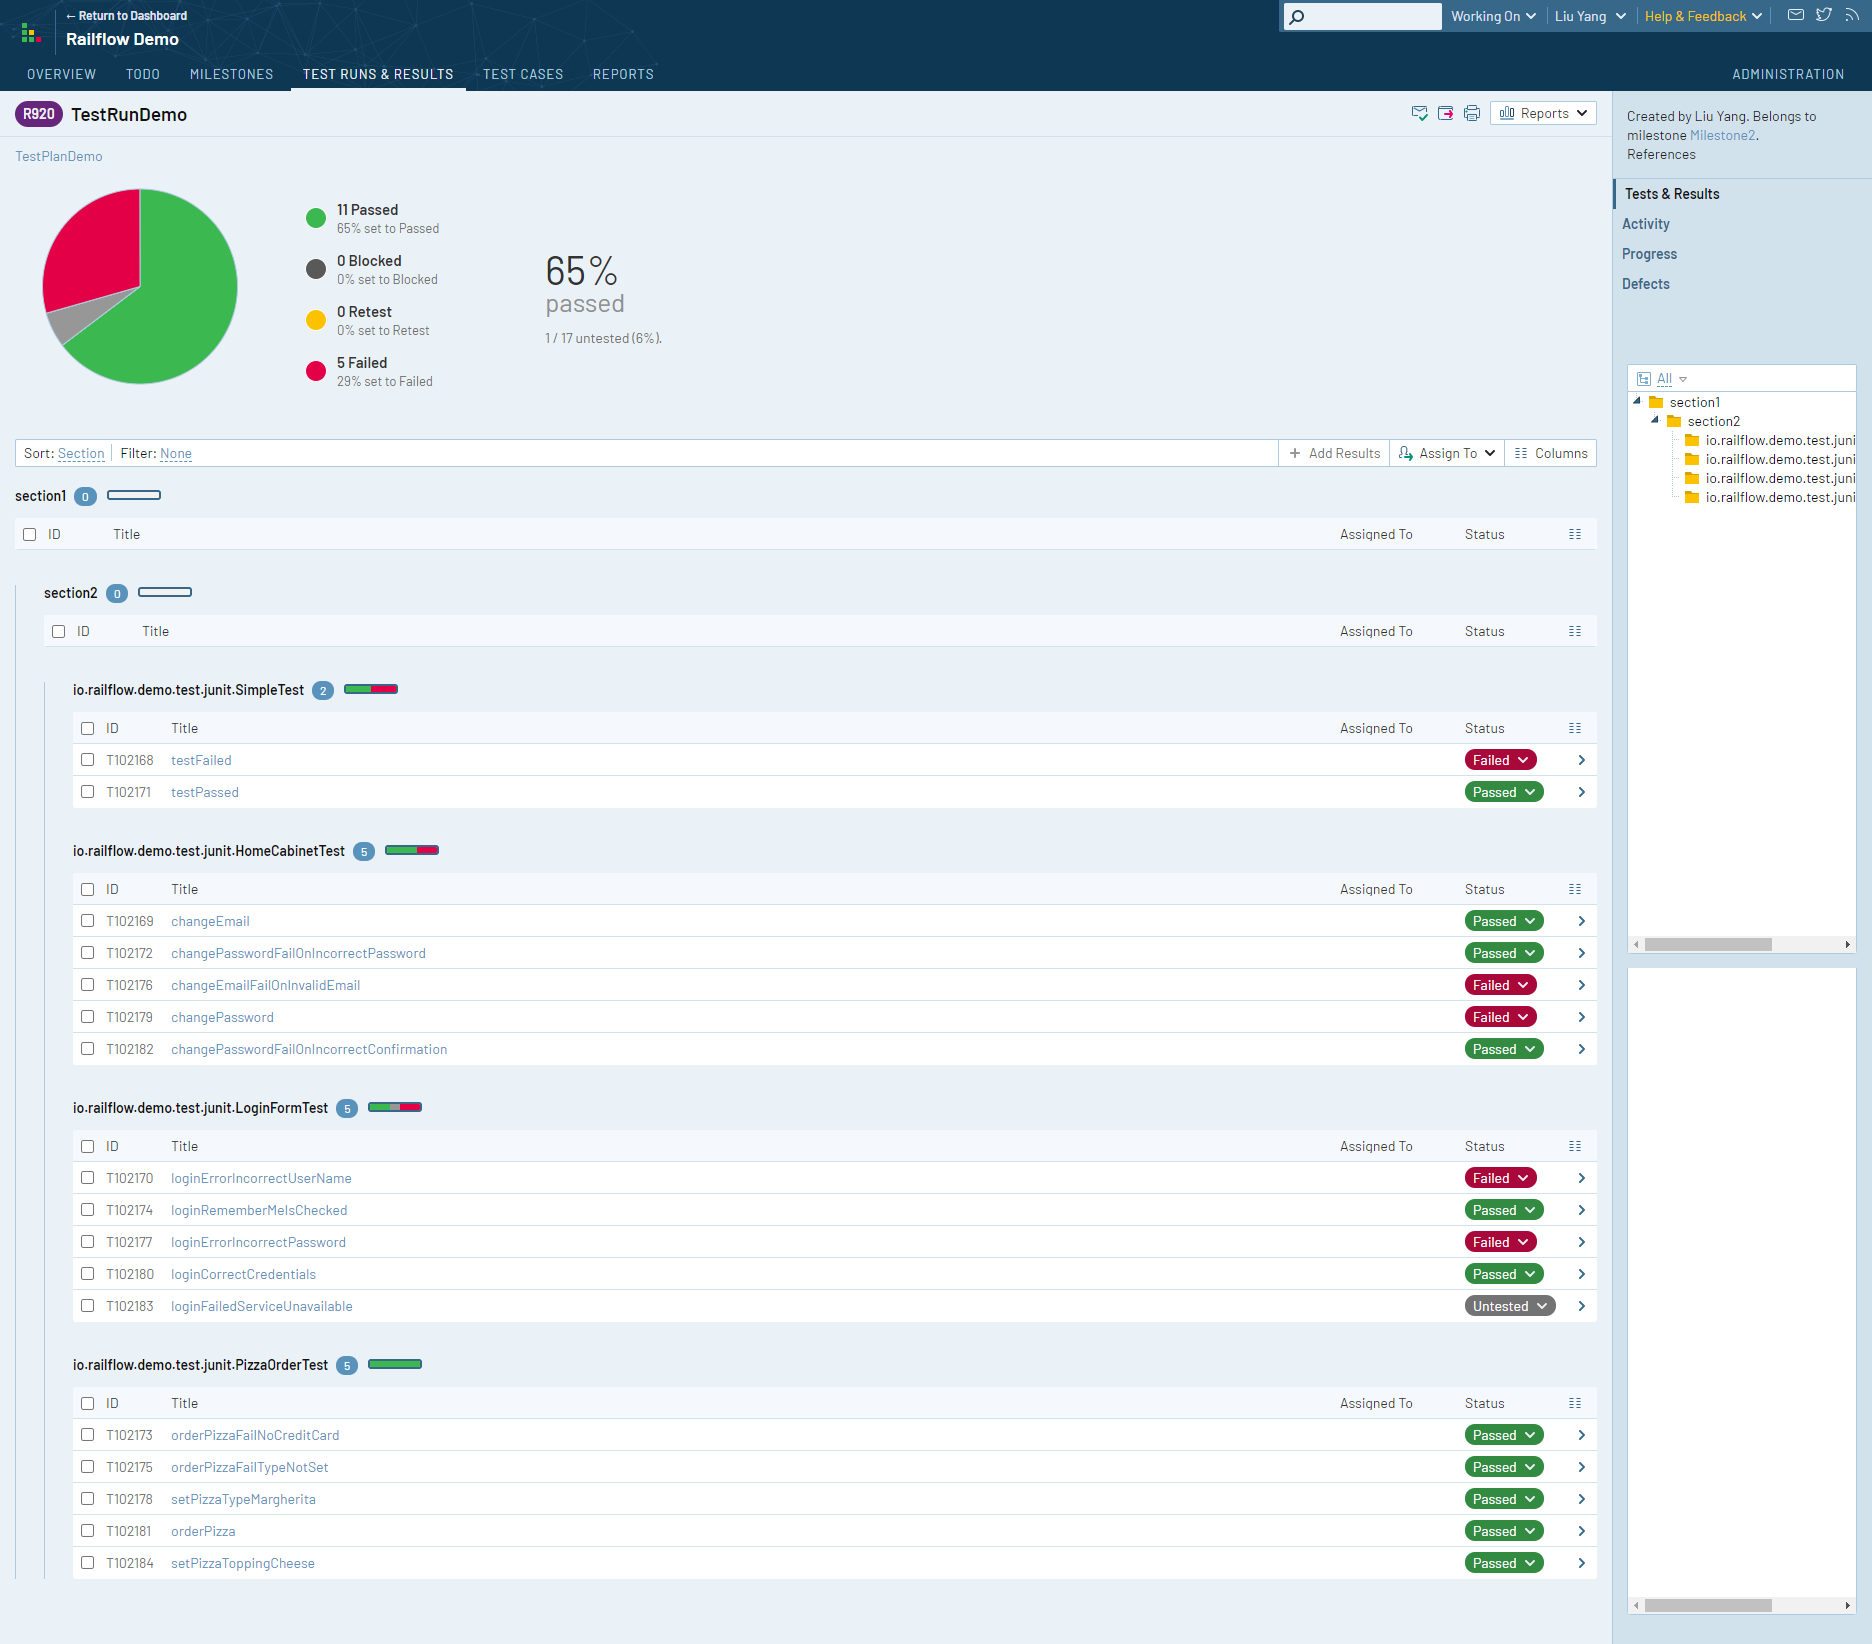 ← Return to Dashboard
Railflow Demo
Working On
Liu Yang
Help & Feedback
OVERVIEW TODO MILESTONES TEST RUNS & RESULTS TEST CASES REPORTS ADMINISTRATION
R920 TestRunDemo
Reports
TestPlanDemo
11 Passed
65% set to Passed
0 Blocked
0% set to Blocked
0 Retest
0% set to Retest
5 Failed
29% set to Failed
65%
passed
1 / 17 untested (6%).
Sort: Section Filter: None
Add Results Assign To Columns
section1 0
ID Title Assigned To Status
section2 0
ID Title Assigned To Status
io.railflow.demo.test.junit.SimpleTest 2
ID Title Assigned To Status
T102168 testFailed Failed
T102171 testPassed Passed
io.railflow.demo.test.junit.HomeCabinetTest 5
ID Title Assigned To Status
T102169 changeEmail Passed
T102172 changePasswordFailOnIncorrectPassword Passed
T102176 changeEmailFailOnInvalidEmail Failed
T102179 changePassword Failed
T102182 changePasswordFailOnIncorrectConfirmation Passed
io.railflow.demo.test.junit.LoginFormTest 5
ID Title Assigned To Status
T102170 loginErrorIncorrectUserName Failed
T102174 loginRememberMeIsChecked Passed
T102177 loginErrorIncorrectPassword Failed
T102180 loginCorrectCredentials Passed
T102183 loginFailedServiceUnavailable Untested
io.railflow.demo.test.junit.PizzaOrderTest 5
ID Title Assigned To Status
T102173 orderPizzaFailNoCreditCard Passed
T102175 orderPizzaFailTypeNotSet Passed
T102178 setPizzaTypeMargherita Passed
T102181 orderPizza Passed
T102184 setPizzaToppingCheese Passed
Created by Liu Yang. Belongs to
milestone Milestone2.
References
Tests & Results
Activity
Progress
Defects
All
section1
section2
io.railflow.demo.test.juni
io.railflow.demo.test.juni
io.railflow.demo.test.juni
io.railflow.demo.test.juni